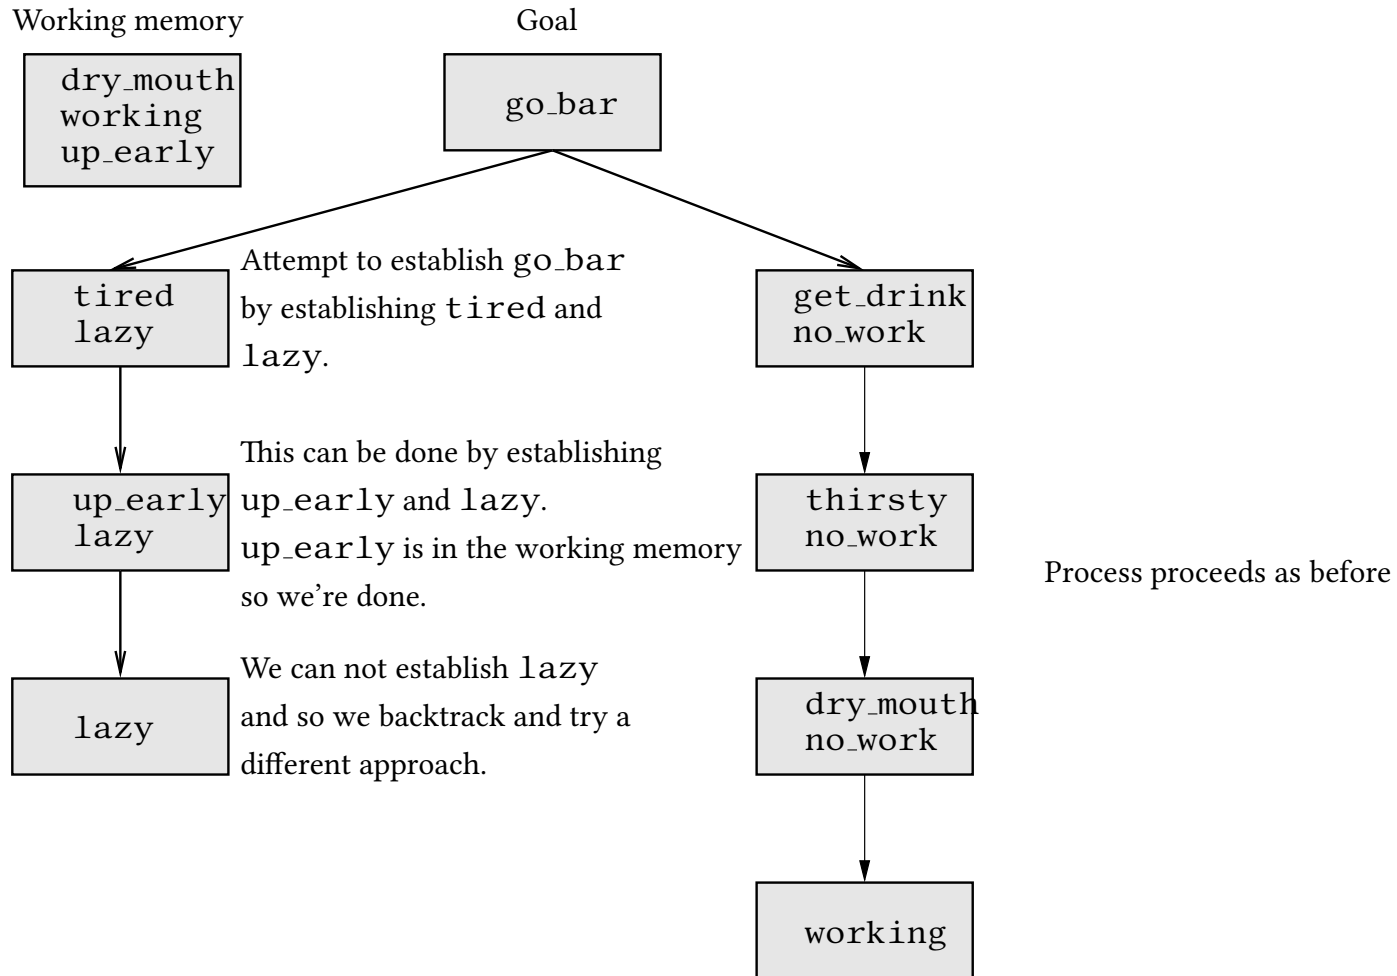 Working memory
Goal
dry_mouth
working
up_early
go_bar
tired
lazy
Attempt to establish go_bar
by establishing tired and
lazy.
get_drink
no_work
up_early
lazy
This can be done by establishing
up_early and lazy.
up_early is in the working memory
so we're done.
thirsty
no_work
Process proceeds as before
lazy
We can not establish lazy
and so we backtrack and try a
different approach.
dry_mouth
no_work
working